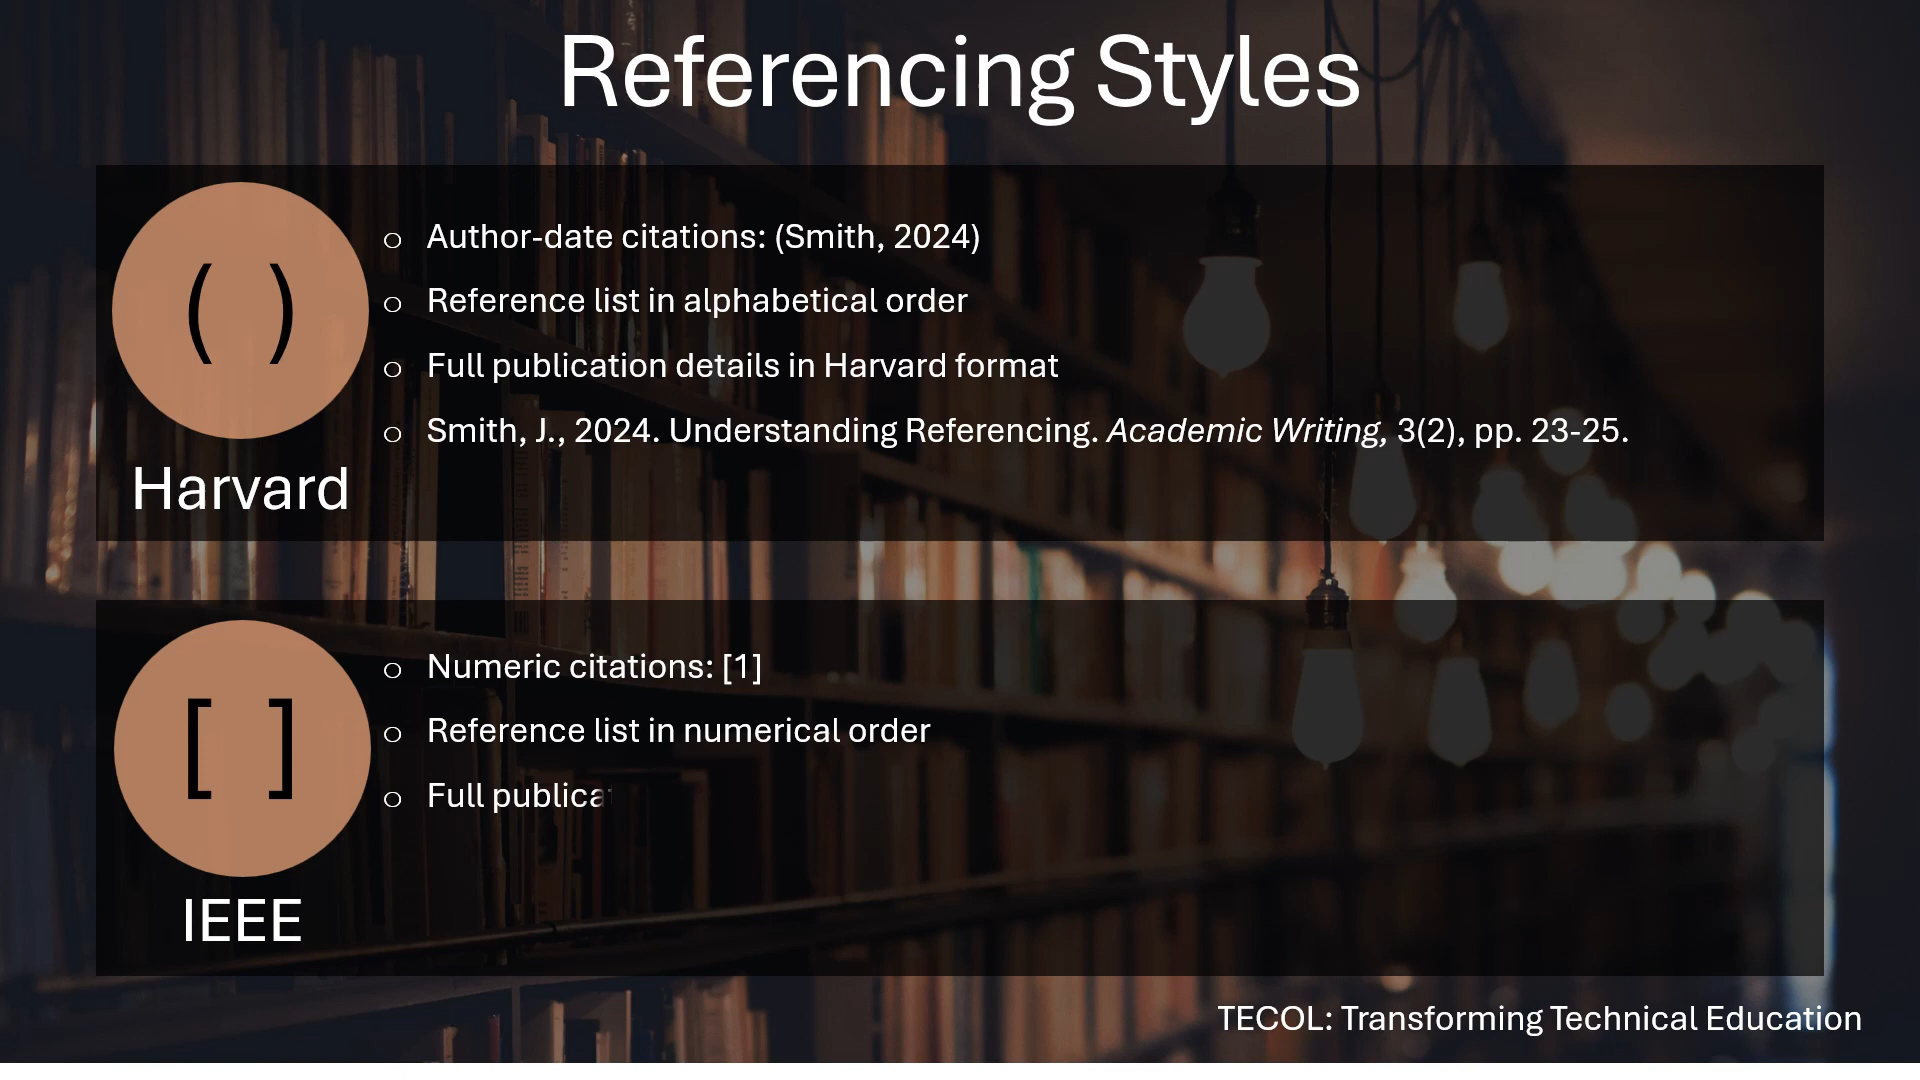 Referencing Styles
( )
Harvard
Author-date citations: (Smith, 2024)
Reference list in alphabetical order
Full publication details in Harvard format
Smith, J., 2024. Understanding Referencing. Academic Writing, 3(2), pp. 23-25.
[ ]
IEEE
Numeric citations: [1]
Reference list in numerical order
Full publica
TECOL: Transforming Technical Education